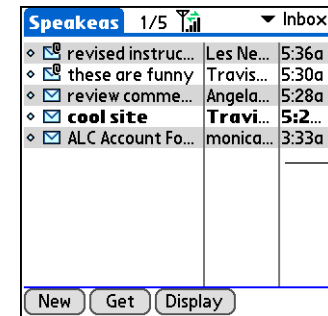 Speakeas 1/5 Inbox
revised instruc... Les Ne... 5:36a
these are funny Travis... 5:30a
review comme... Angela... 5:28a
cool site Travi... 5:2...
ALC Account Fo... monica... 3:33a
New Get Display